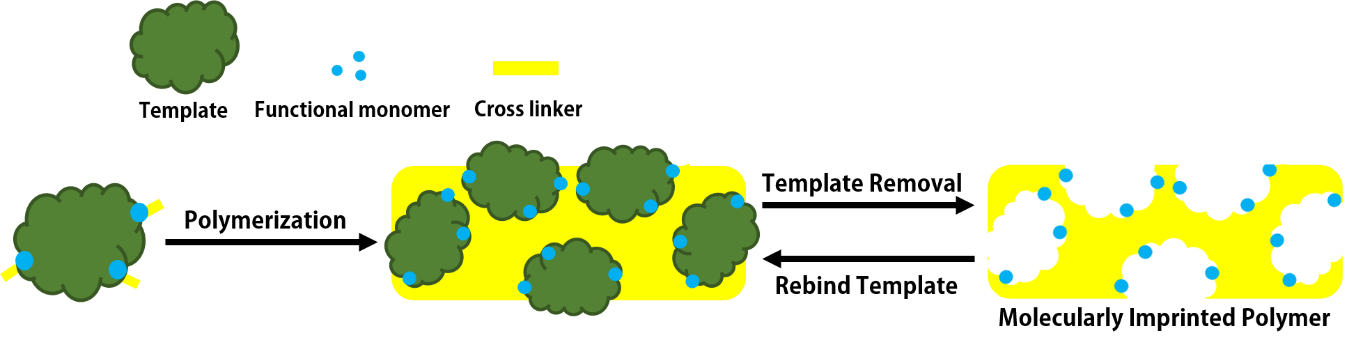 Template
Functional monomer
Cross linker
Polymerization
Template Removal
Rebind Template
Molecularly Imprinted Polymer